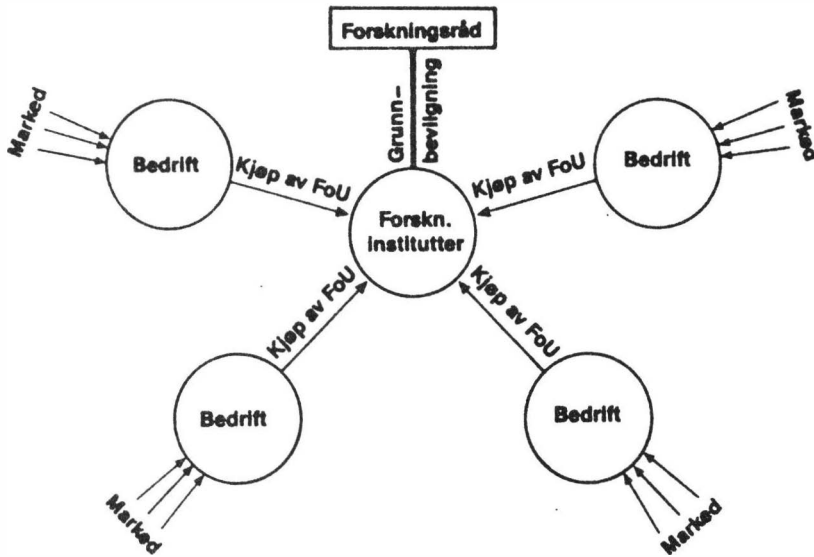 Forskningsråd
Grunn-
bevilgning
Marked
Bedrift
Kjøp av FoU
Marked
Bedrift
Kjøp av FoU
Forskn.
institutter
Kjøp av FoU
Bedrift
Marked
Kjøp av FoU
Bedrift
Marked